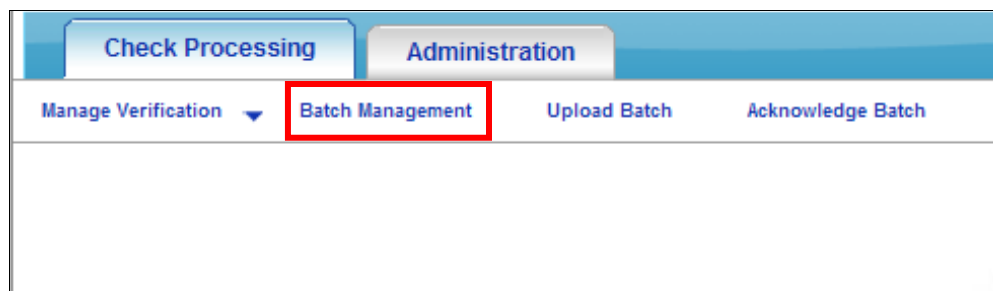 Check Processing Administration
Manage Verification Batch Management Upload Batch Acknowledge Batch